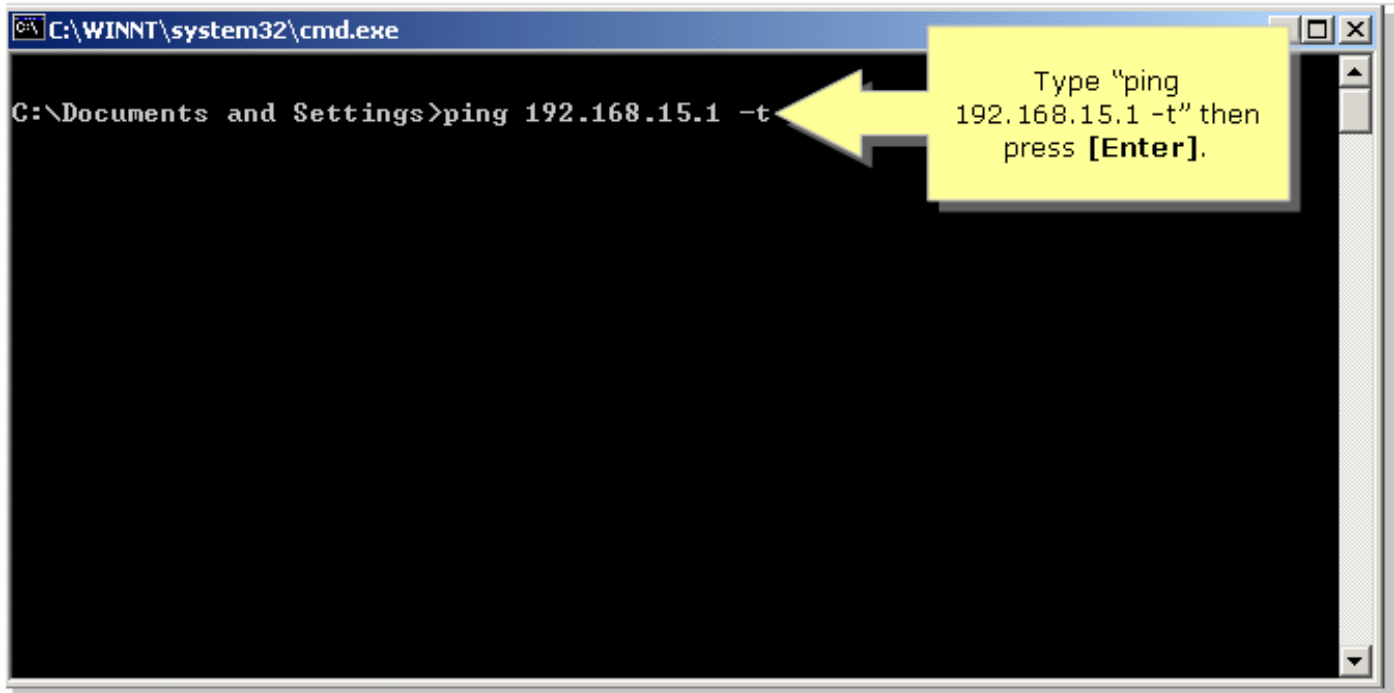 C:\WINNT\system32\cmd.exe
C:\Documents and Settings>ping 192.168.15.1 -t
Type “ping
192.168.15.1 -t” then
press [Enter].